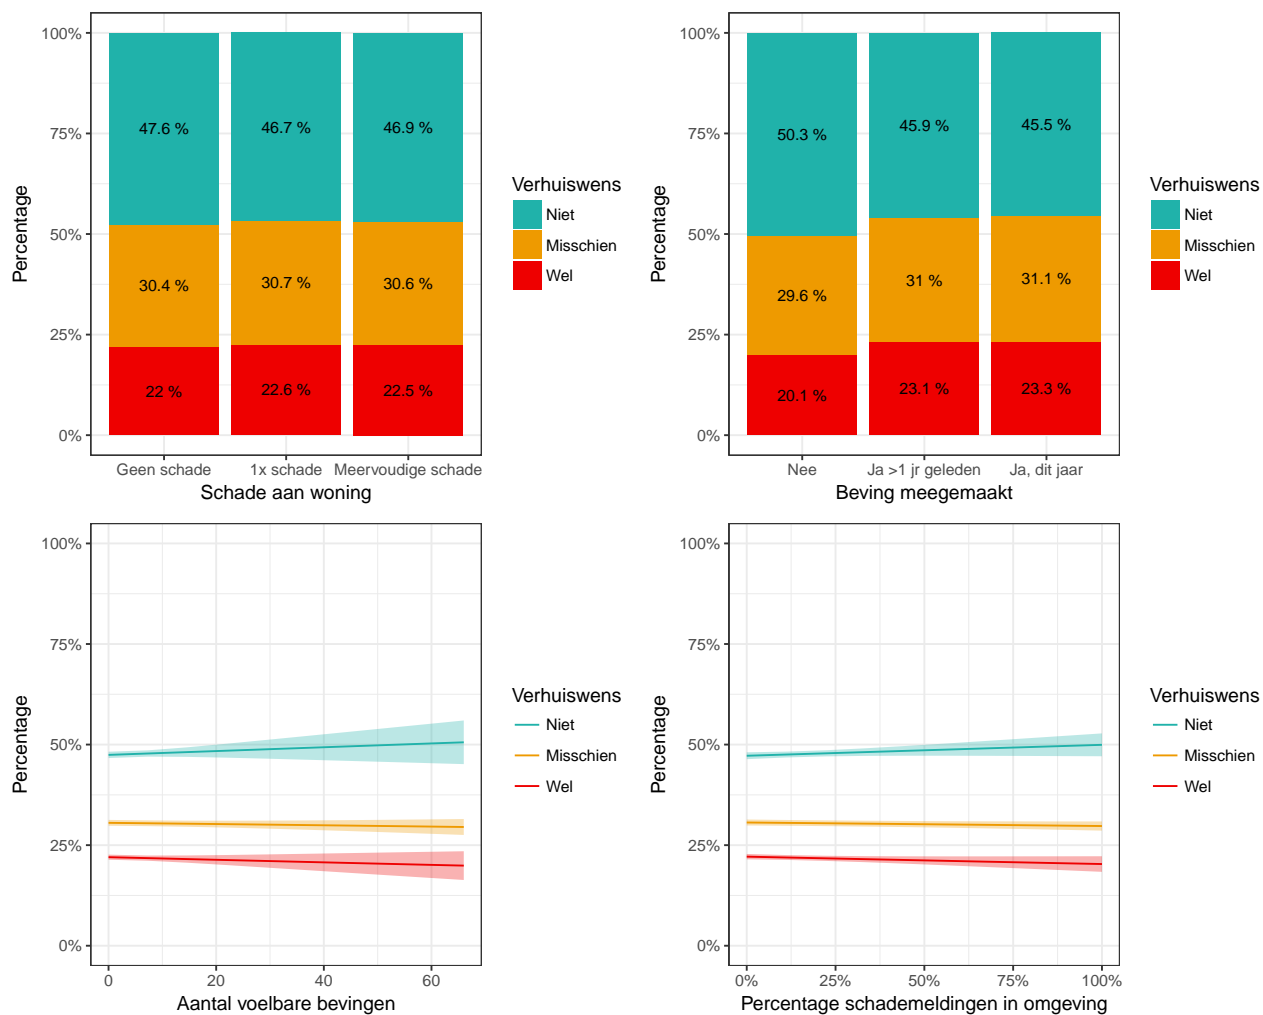 100%
75%
50%
25%
0%
Percentage
47.6 %
46.7 %
46.9 %
30.4 %
30.7 %
30.6 %
22 %
22.6 %
22.5 %
Geen schade
1x schade
Meervoudige schade
Schade aan woning
Verhuiswens
Niet
Misschien
Wel
100%
75%
50%
25%
0%
Percentage
50.3 %
45.9 %
45.5 %
29.6 %
31 %
31.1 %
20.1 %
23.1 %
23.3 %
Nee
Ja >1 jr geleden
Ja, dit jaar
Beving meegemaakt
Verhuiswens
Niet
Misschien
Wel
100%
75%
50%
25%
0%
Percentage
0
20
40
60
Aantal voelbare bevingen
Verhuiswens
Niet
Misschien
Wel
100%
75%
50%
25%
0%
Percentage
0%
25%
50%
75%
100%
Percentage schademeldingen in omgeving
Verhuiswens
Niet
Misschien
Wel